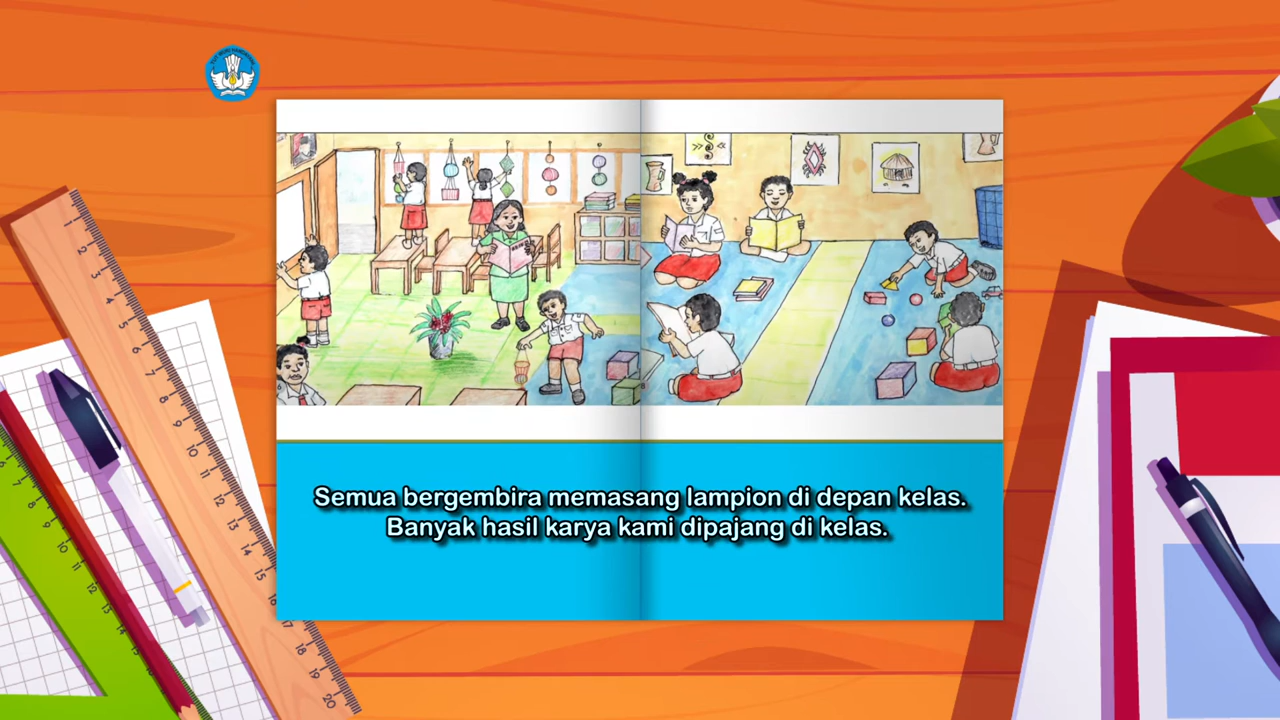 Semua bergembira memasang lampion di depan kelas.
Banyak hasil karya kami dipajang di kelas.